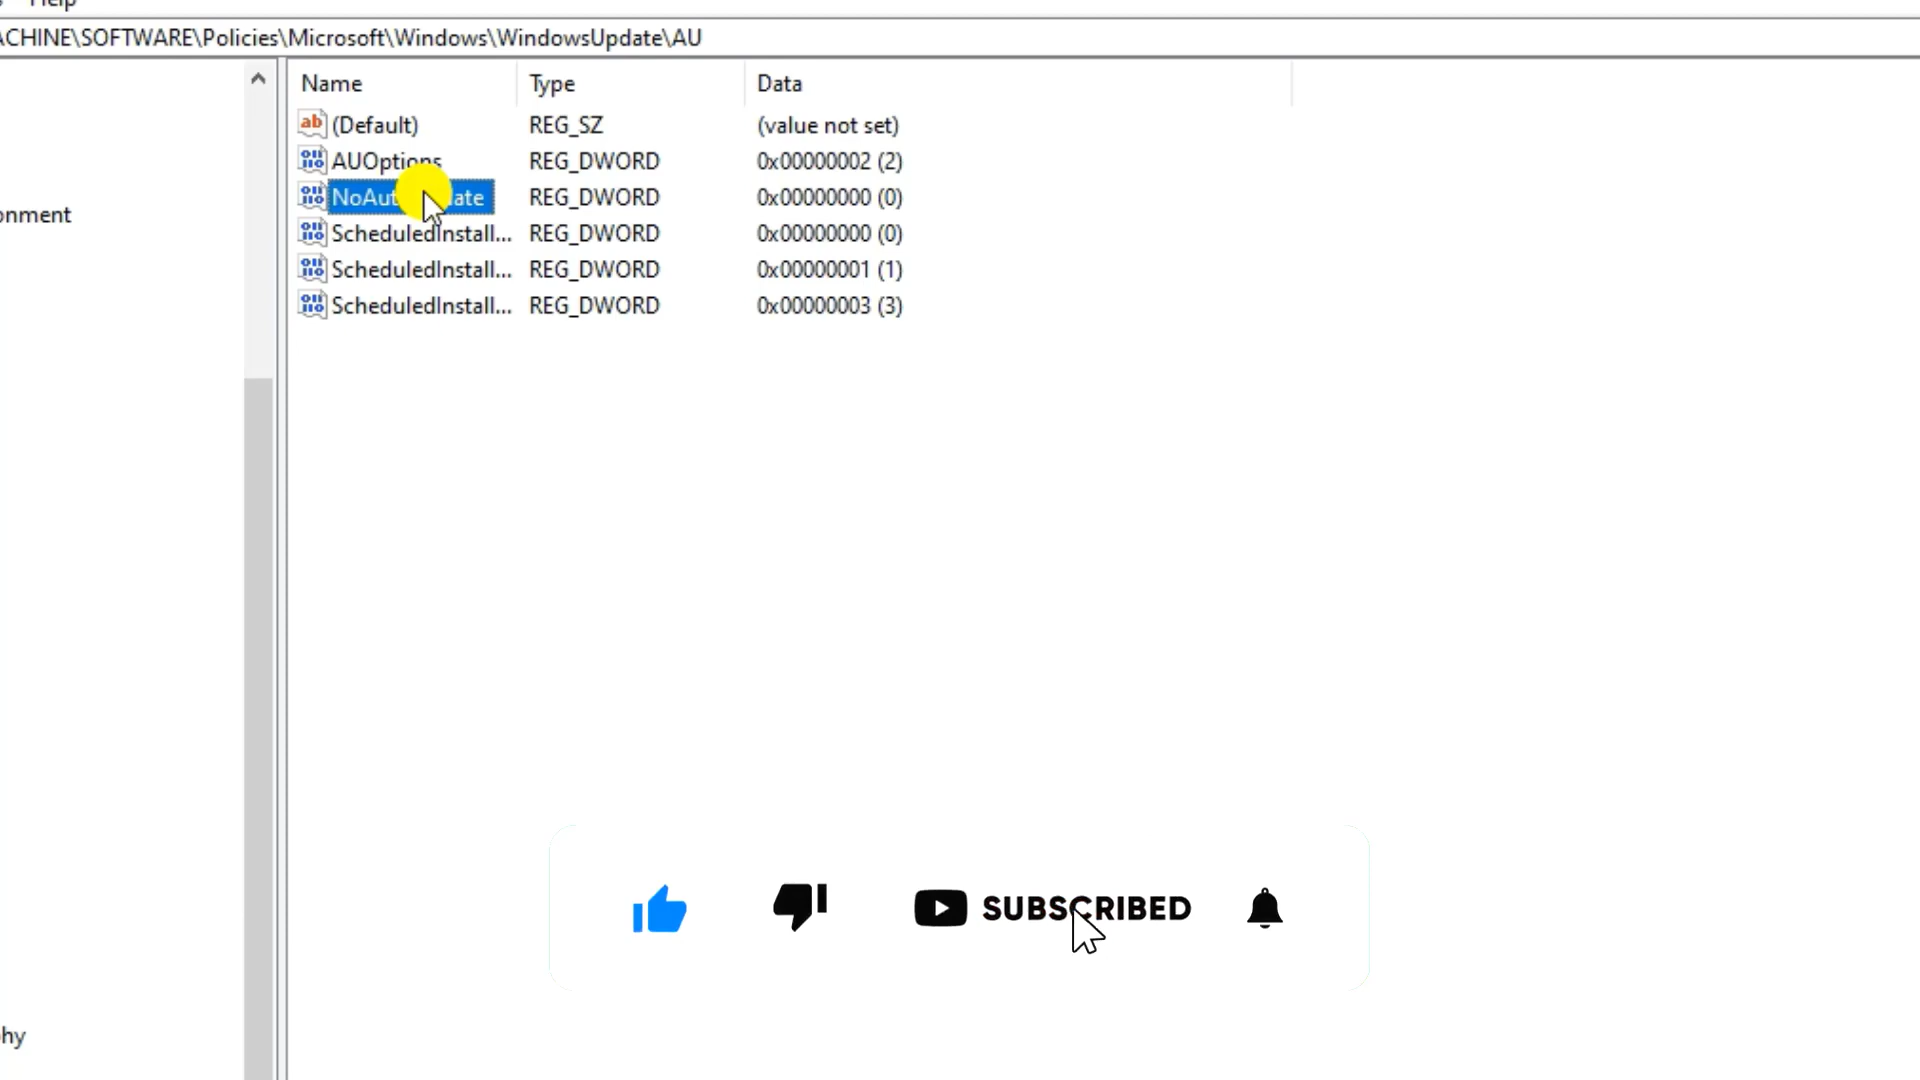 Help
ACHINE\SOFTWARE\Policies\Microsoft\Windows\WindowsUpdate\AU
Name Type Data
(Default) REG_SZ (value not set)
AUOptions REG_DWORD 0x00000002 (2)
REG_DWORD 0x00000000 (0)
ScheduledInstall... REG_DWORD 0x00000000 (0)
ScheduledInstall... REG_DWORD 0x00000001 (1)
ScheduledInstall... REG_DWORD 0x00000003 (3)
onment
hy
SUBSCRIBED